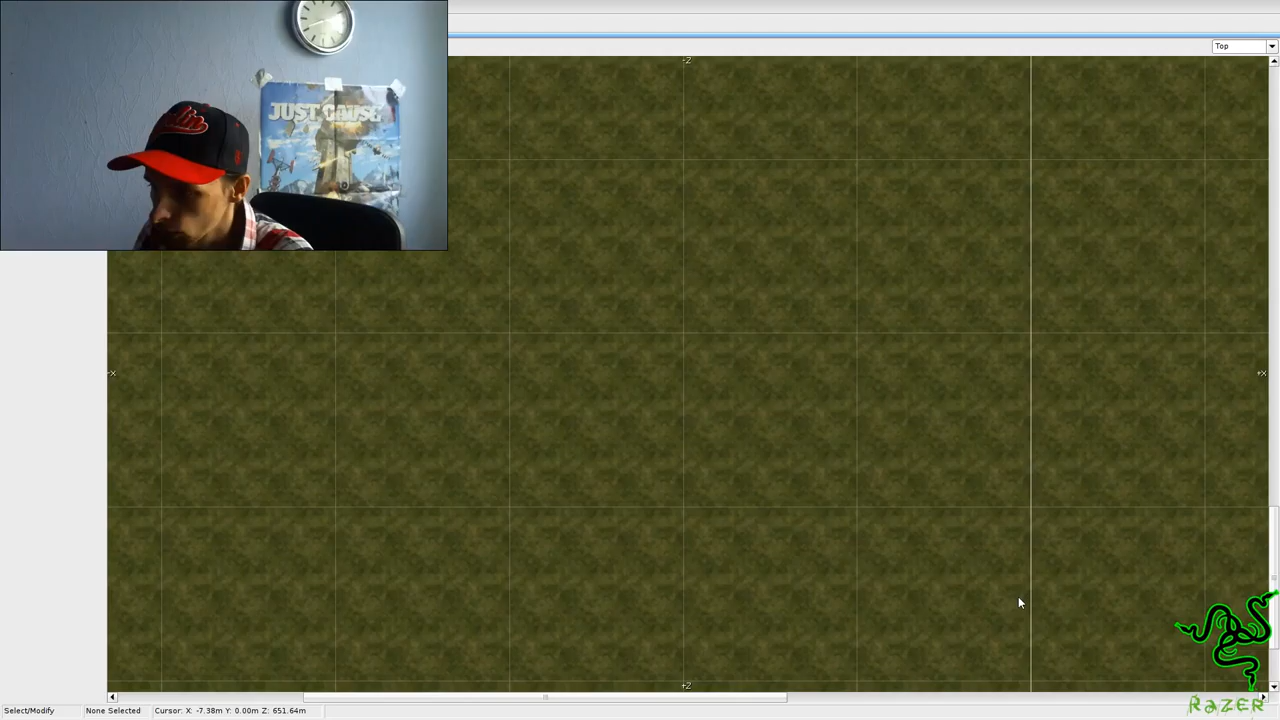 Top
-Z
JUST CAUSE
-X
+X
+Z
Select/Modify
None Selected
Cursor: X: -7.38m Y: 0.00m Z: 651.64m
RAZER